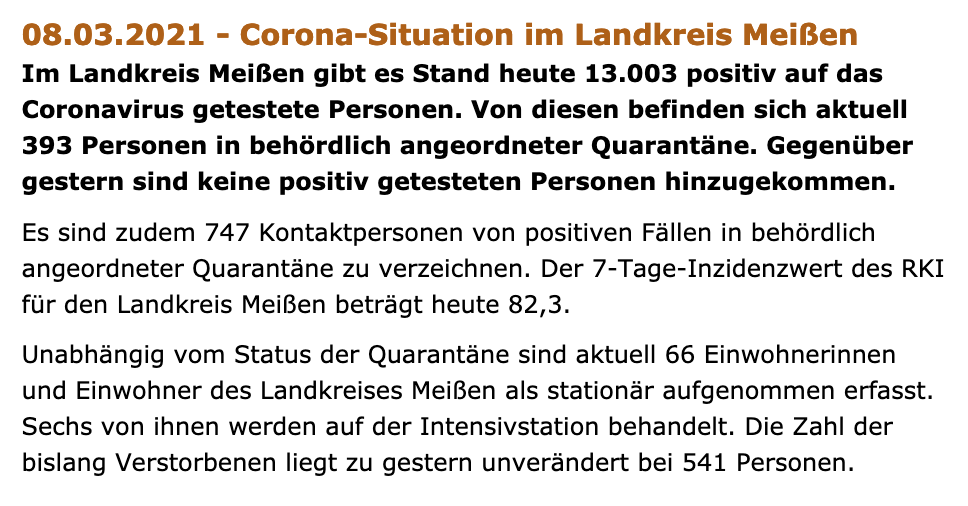 08.03.2021 - Corona-Situation im Landkreis Meißen
Im Landkreis Meißen gibt es Stand heute 13.003 positiv auf das
Coronavirus getestete Personen. Von diesen befinden sich aktuell
393 Personen in behördlich angeordneter Quarantäne. Gegenüber
gestern sind keine positiv getesteten Personen hinzugekommen.
Es sind zudem 747 Kontaktpersonen von positiven Fällen in behördlich
angeordneter Quarantäne zu verzeichnen. Der 7-Tage-Inzidenzwert des RKI
für den Landkreis Meißen beträgt heute 82,3.
Unabhängig vom Status der Quarantäne sind aktuell 66 Einwohnerinnen
und Einwohner des Landkreises Meißen als stationär aufgenommen erfasst.
Sechs von ihnen werden auf der Intensivstation behandelt. Die Zahl der
bislang Verstorbenen liegt zu gestern unverändert bei 541 Personen.